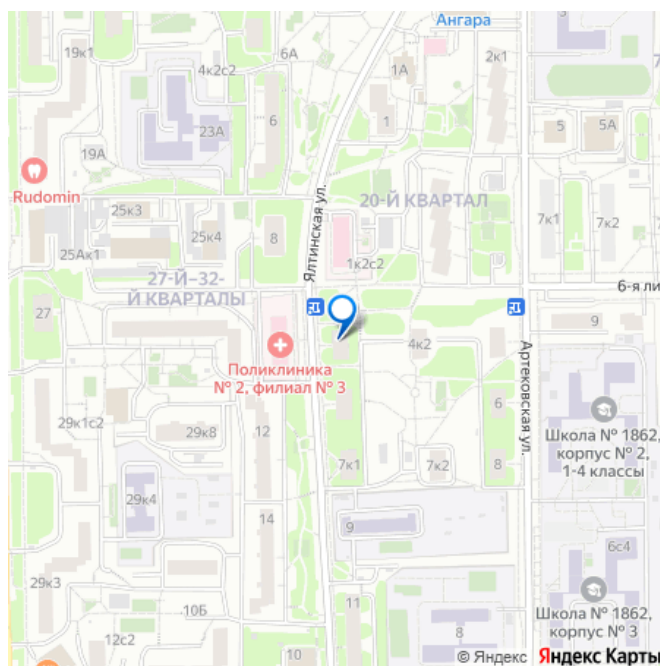 19к1
4к2с2
6А
Ангара
2к1
23А
6
1А
1
5
5А
19А
Rudomin
25к3
20-Й КВАРТАЛ
25к4
8
7к1
7к2
25Ак1
Ялтинская ул.
1к2с2
27-Й–32-
Й КВАРТАЛЫ
6-я ли
27
9
Поликлиника
№ 2, филиал № 3
4к2
Артековская ул.
29к1с2
12
29к8
6
Школа № 1862,
корпус № 2,
1-4 классы
7к1
7к2
8
29к4
14
9
6с4
29к3
10Б
11
Школа № 1862,
корпус № 3
12с2
10
8
© Яндекс
Яндекс Карты